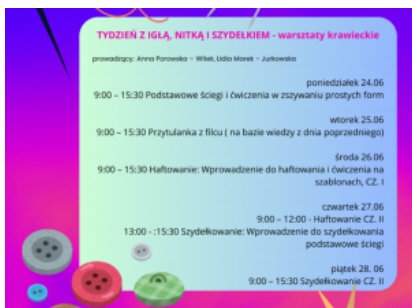 TYDZIEŃ Z IGŁĄ, NITKĄ I SZYDEŁKIEM - warsztaty krawieckie
prowadzący: Anna Porowska – Witek, Lidia Marek - Jurkowska
poniedziałek 24.06
9:00 – 15:30 Podstawowe ściegi i ćwiczenia w zszywaniu prostych form
wtorek 25.06
9:00 – 15:30 Przytulanka z filcu ( na bazie wiedzy z dnia poprzedniego)
środa 26.06
9:00 – 15:30 Haftowanie: Wprowadzenie do haftowania i ćwiczenia na
szablonach, CZ. I
czwartek 27.06
9:00 – 12:00 - Haftowanie CZ. II
13:00 - :15:30 Szydełkowanie: Wprowadzenie do szydełkowania
podstawowe ściegi
piątek 28. 06
9:00 – 15:30 Szydełkowanie CZ. II